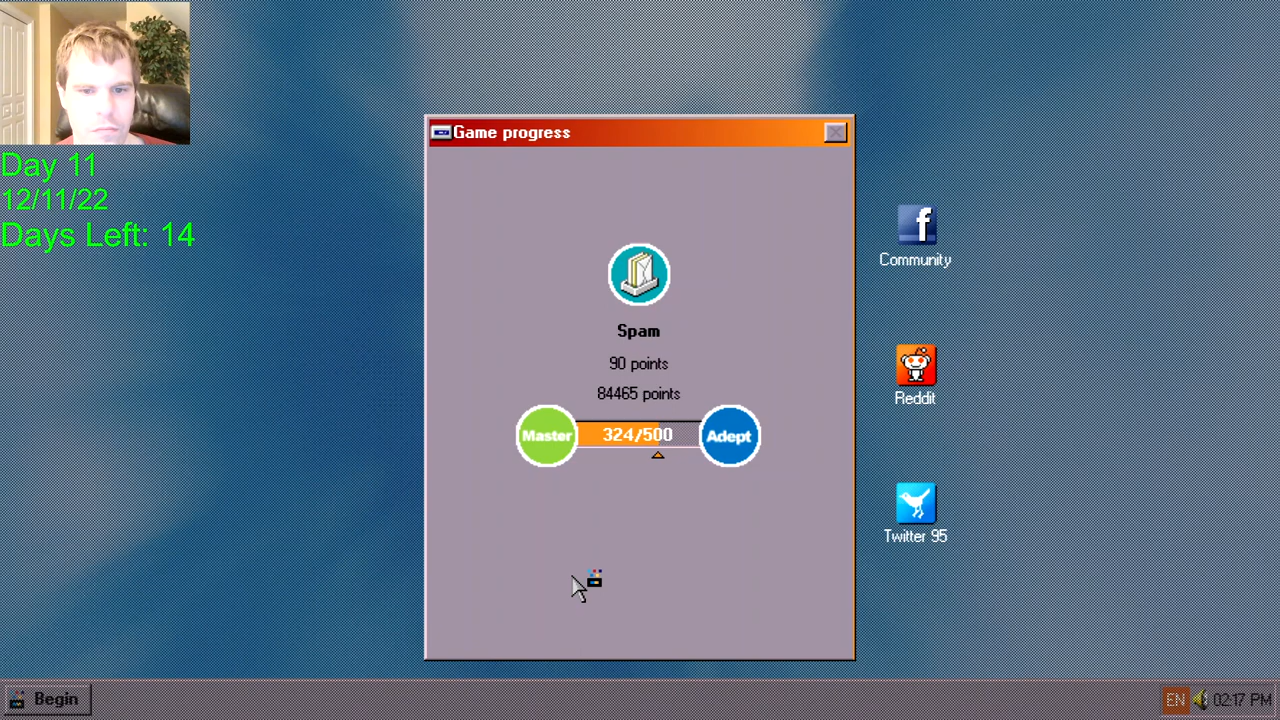 Day 11
12/11/22
Days Left: 14
Game progress
Spam
90 points
84465 points
Master
324/500
Adept
f
Community
Reddit
Twitter 95
Begin
EN
02:17 PM